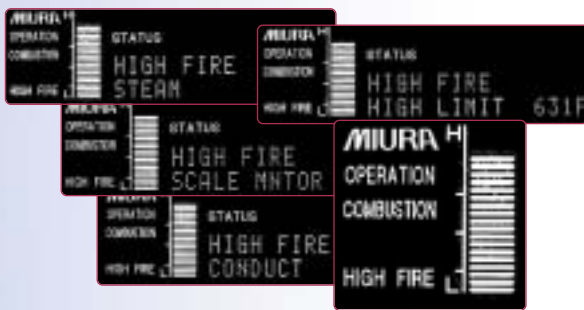 MIURA H
OPERATION
STATUS
COMBUSTION
HIGH FIRE
HIGH FIRE L
STEAM
MIURA H
OPERATION
STATUS
COMBUSTION
HIGH FIRE
HIGH FIRE L
HIGH LIMIT 631F
MIURA
OPERATION
STATUS
COMBUSTION
HIGH FIRE
HIGH FIRE L
SCALE MNTOR
OPERATION
STATUS
COMBUSTION
HIGH FIRE
HIGH FIRE L
CONDUCT
MIURA H
OPERATION
COMBUSTION
HIGH FIRE L